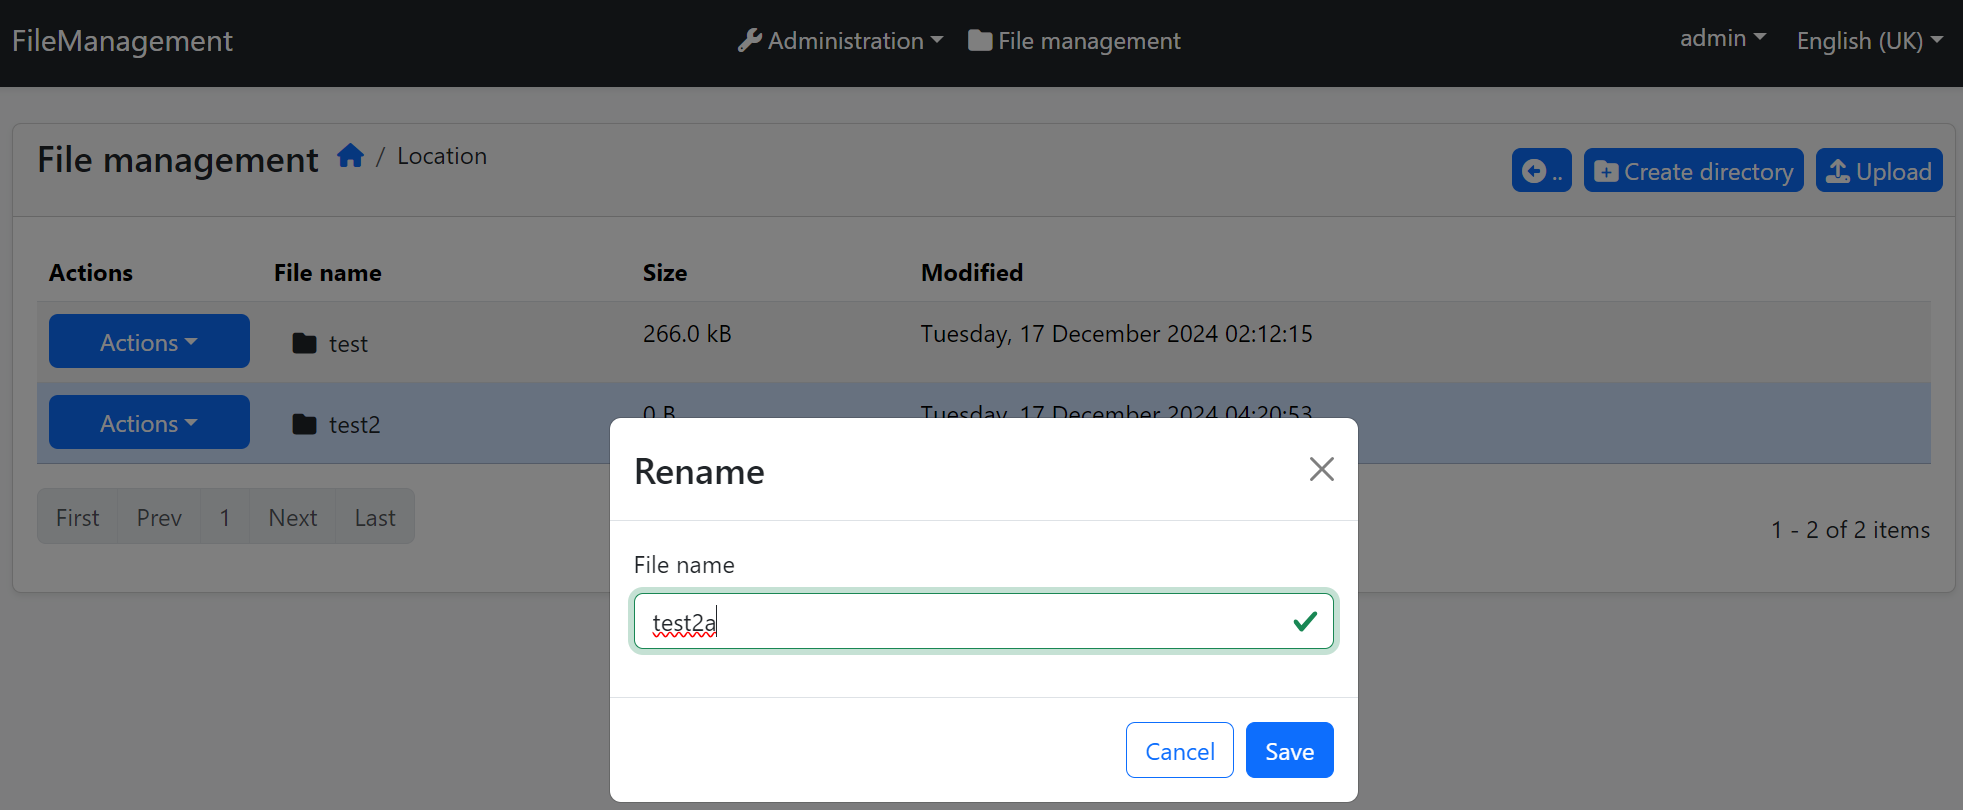 FileManagement
Administration File management
admin English (UK)
File management / Location
.. Create directory Upload
Actions File name Size Modified
Actions test 266.0 kB Tuesday, 17 December 2024 02:12:15
Actions test2 0 B Tuesday, 17 December 2024 04:20:53
First Prev 1 Next Last
1 - 2 of 2 items
Rename
File name
test2a
Cancel Save